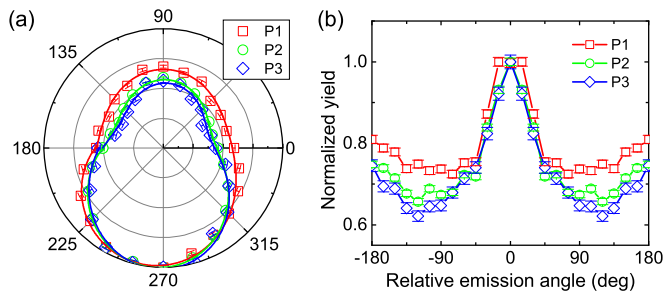 (a)
90
135
180
0
225
315
270
P1
P2
P3
(b)
P1
P2
P3
Normalized yield
1.0
0.8
0.6
-180
-90
0
90
180
Relative emission angle (deg)